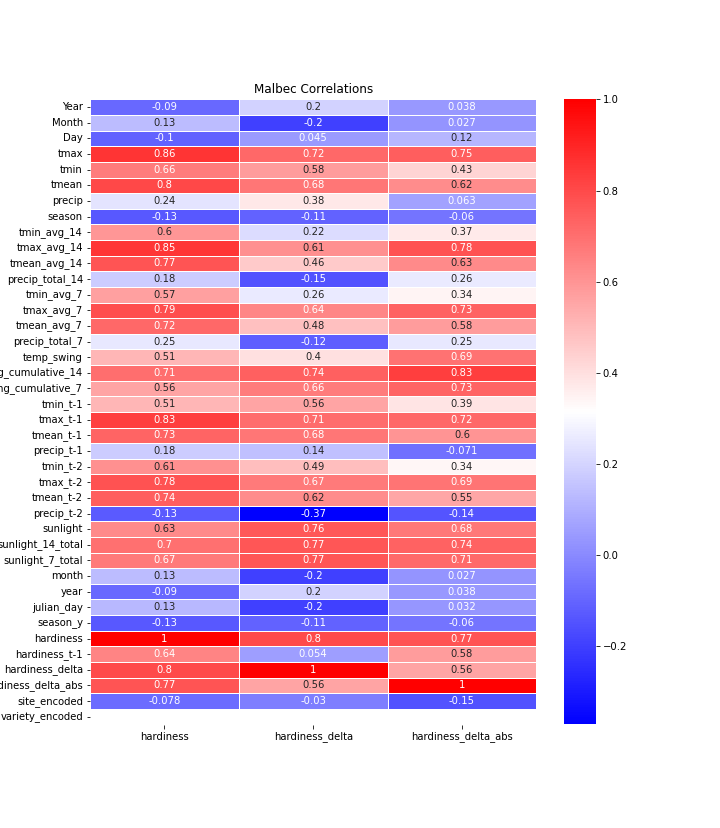 Malbec Correlations
Year -0.09 0.2 0.038
Month 0.13 -0.2 0.027
Day -0.1 0.045 0.12
tmax 0.86 0.72 0.75
tmin 0.66 0.58 0.43
tmean 0.8 0.68 0.62
precip 0.24 0.38 0.063
season -0.13 -0.11 -0.06
tmin_avg_14 0.6 0.22 0.37
tmax_avg_14 0.85 0.61 0.78
tmean_avg_14 0.77 0.46 0.63
precip_total_14 0.18 -0.15 0.26
tmin_avg_7 0.57 0.26 0.34
tmax_avg_7 0.79 0.64 0.73
tmean_avg_7 0.72 0.48 0.58
precip_total_7 0.25 -0.12 0.25
temp_swing 0.51 0.4 0.69
ng_cumulative_14 0.71 0.74 0.83
ng_cumulative_7 0.56 0.66 0.73
tmin_t-1 0.51 0.56 0.39
tmax_t-1 0.83 0.71 0.72
tmean_t-1 0.73 0.68 0.6
precip_t-1 0.18 0.14 -0.071
tmin_t-2 0.61 0.49 0.34
tmax_t-2 0.78 0.67 0.69
tmean_t-2 0.74 0.62 0.55
precip_t-2 -0.13 -0.37 -0.14
sunlight 0.63 0.76 0.68
sunlight_14_total 0.7 0.77 0.74
sunlight_7_total 0.67 0.77 0.71
month 0.13 -0.2 0.027
year -0.09 0.2 0.038
julian_day 0.13 -0.2 0.032
season_y -0.13 -0.11 -0.06
hardiness 1 0.8 0.77
hardiness_t-1 0.64 0.054 0.58
hardiness_delta 0.8 1 0.56
diness_delta_abs 0.77 0.56 1
site_encoded -0.078 -0.03 -0.15
variety_encoded
hardiness hardiness_delta hardiness_delta_abs
1.0
0.8
0.6
0.4
0.2
0.0
−0.2